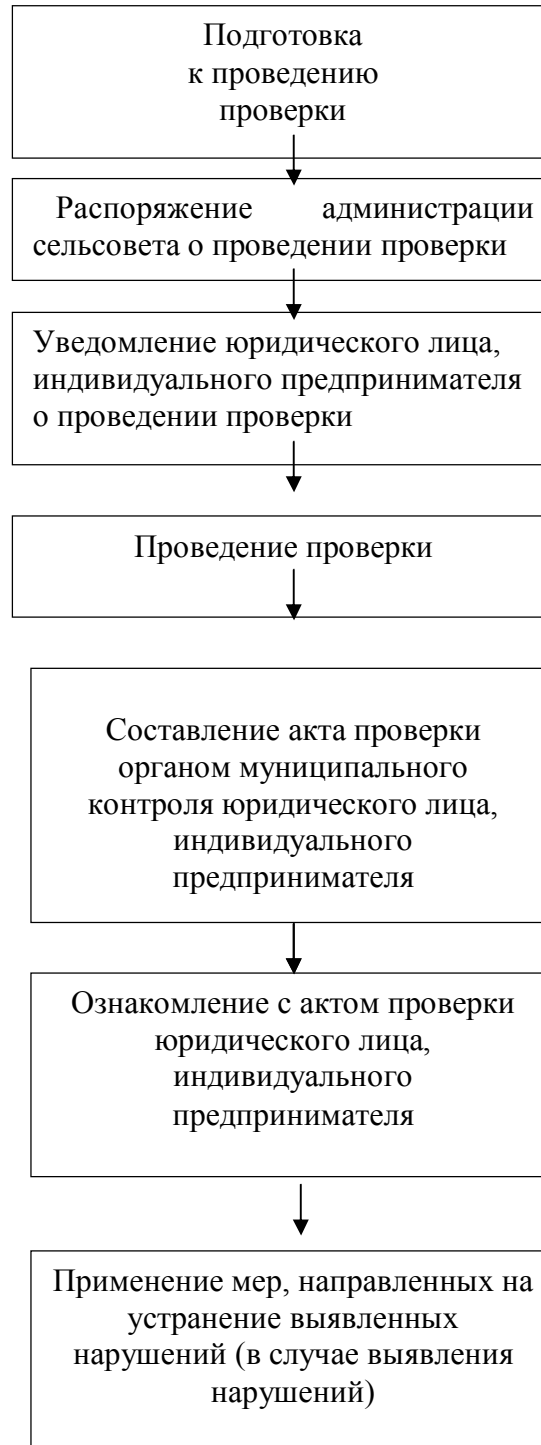 Подготовка
к проведению
проверки
Распоряжение администрации
сельсовета о проведении проверки
Уведомление юридического лица,
индивидуального предпринимателя
о проведении проверки
Проведение проверки
Составление акта проверки
органом муниципального
контроля юридического лица,
индивидуального
предпринимателя
Ознакомление с актом проверки
юридического лица,
индивидуального
предпринимателя
Применение мер, направленных на
устранение выявленных
нарушений (в случае выявления
нарушений)